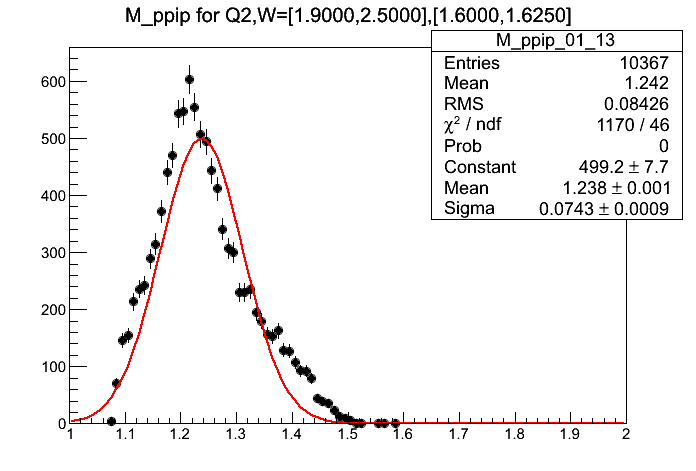 M_ppip for Q2,W=[1.9000,2.5000],[1.6000,1.6250]
M_ppip_01_13
Entries 10367
Mean 1.242
RMS 0.08426
χ² / ndf 1170 / 46
Prob 0
Constant 499.2 ± 7.7
Mean 1.238 ± 0.001
Sigma 0.0743 ± 0.0009
600
500
400
300
200
100
0
1 1.1 1.2 1.3 1.4 1.5 1.6 1.7 1.8 1.9 2